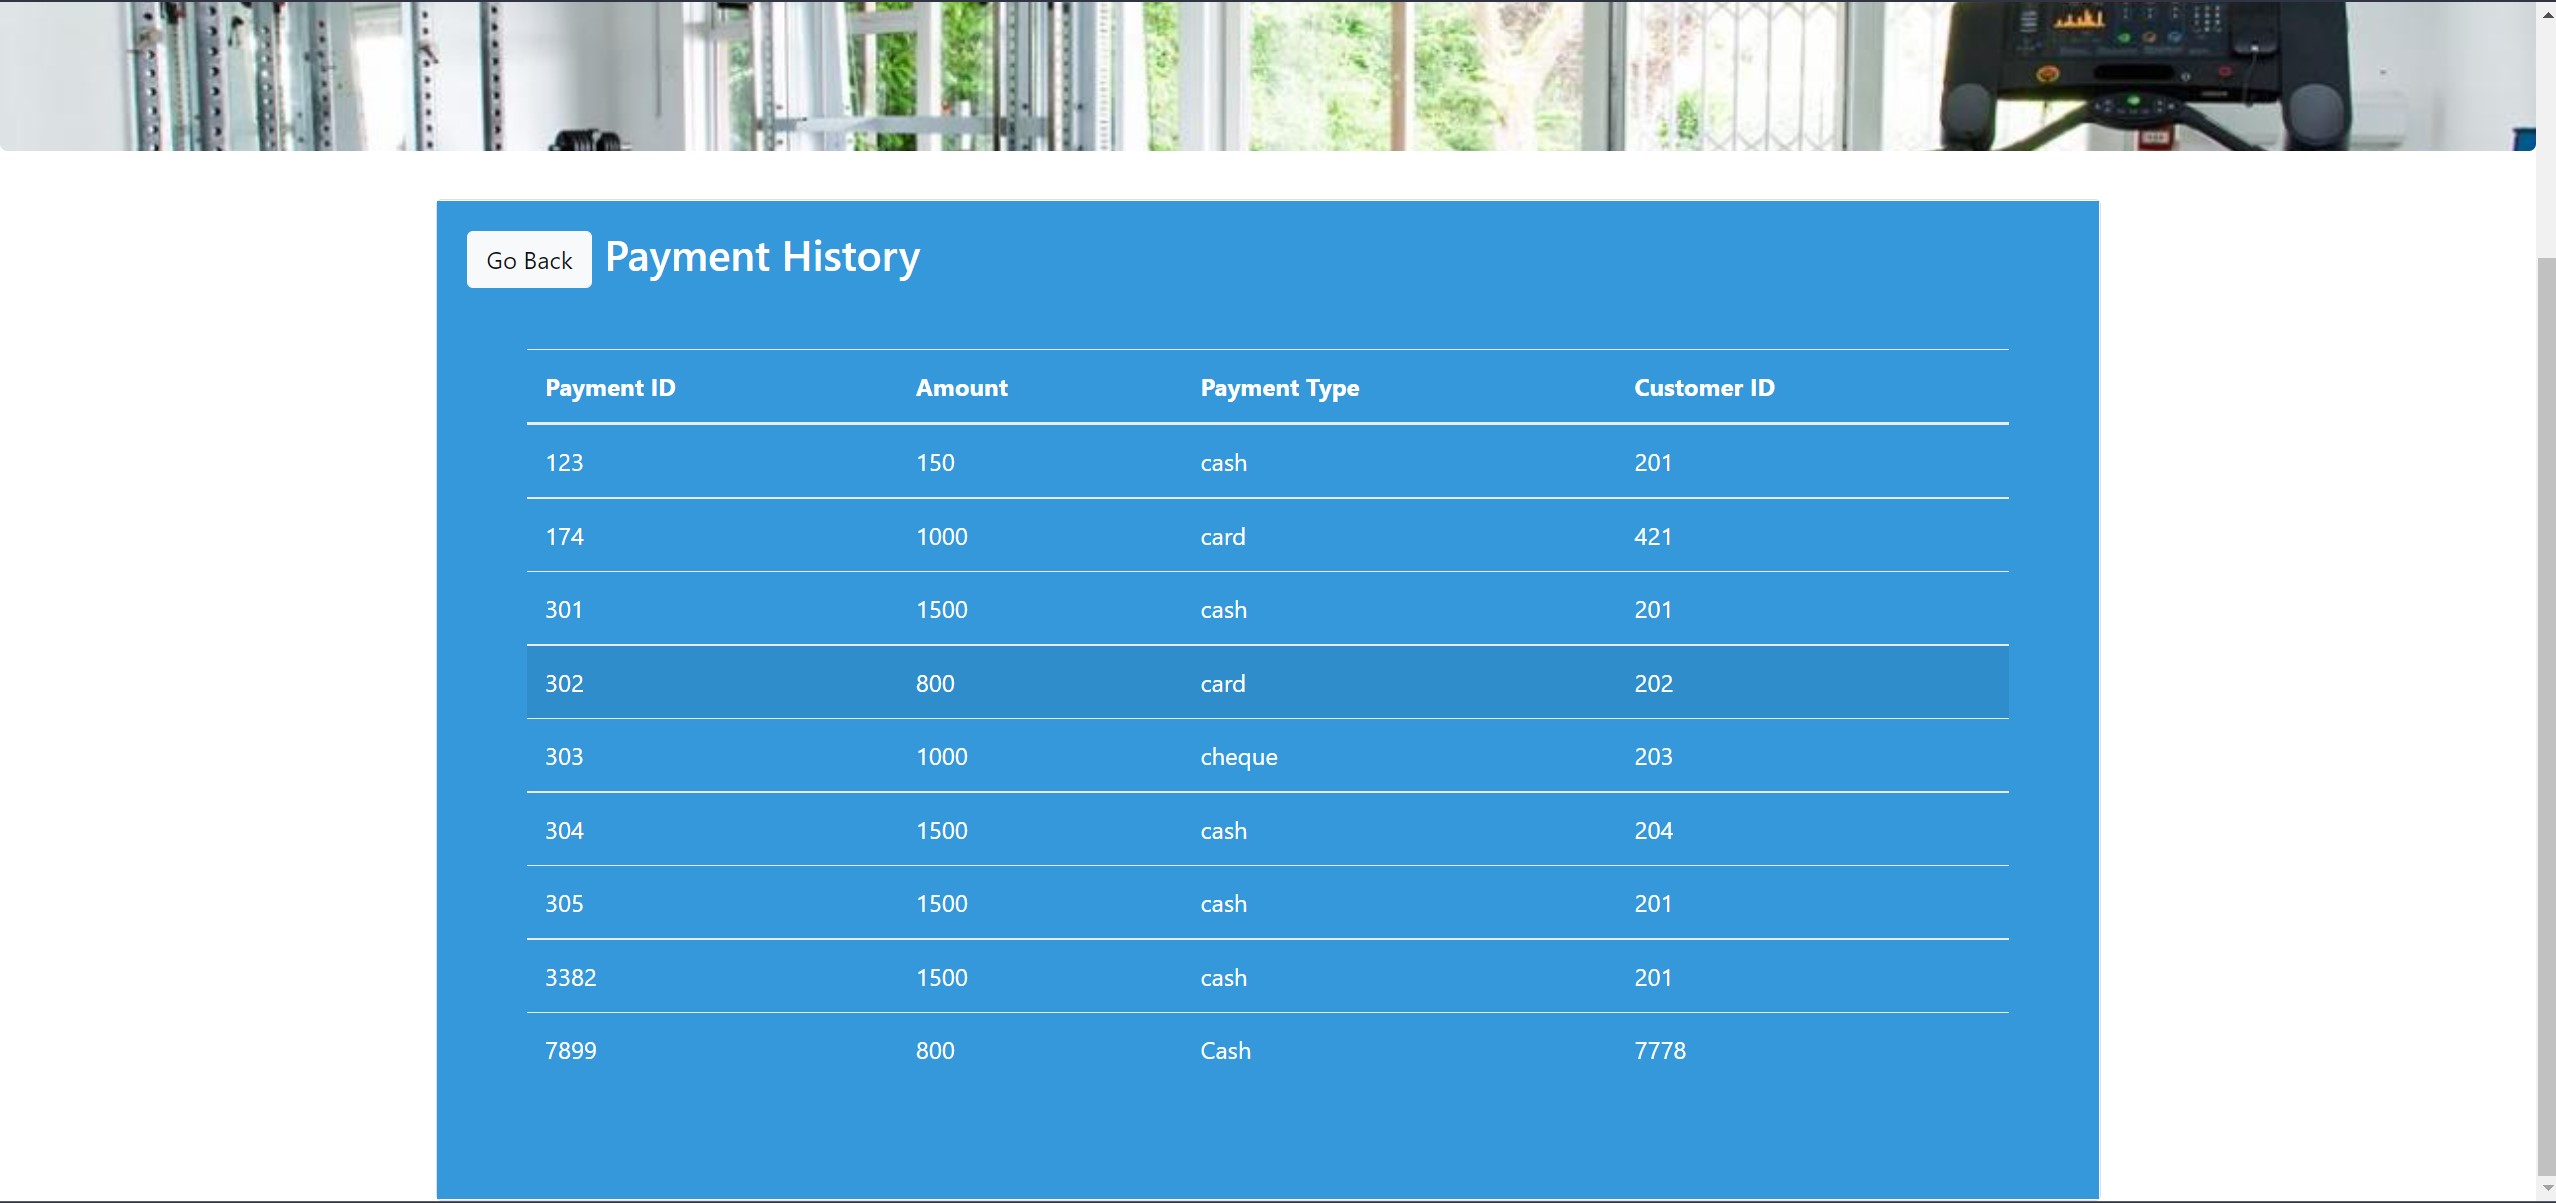 Go Back Payment History
Payment ID Amount Payment Type Customer ID
123 150 cash 201
174 1000 card 421
301 1500 cash 201
302 800 card 202
303 1000 cheque 203
304 1500 cash 204
305 1500 cash 201
3382 1500 cash 201
7899 800 Cash 7778